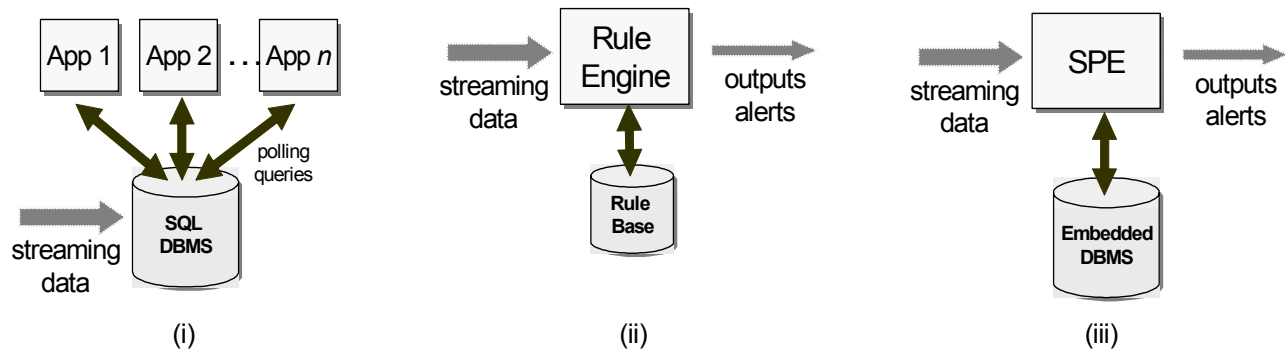 App 1
App 2
...
App n
polling
queries
SQL
DBMS
streaming
data
(i)
Rule
Engine
streaming
data
outputs
alerts
Rule
Base
(ii)
SPE
streaming
data
outputs
alerts
Embedded
DBMS
(iii)